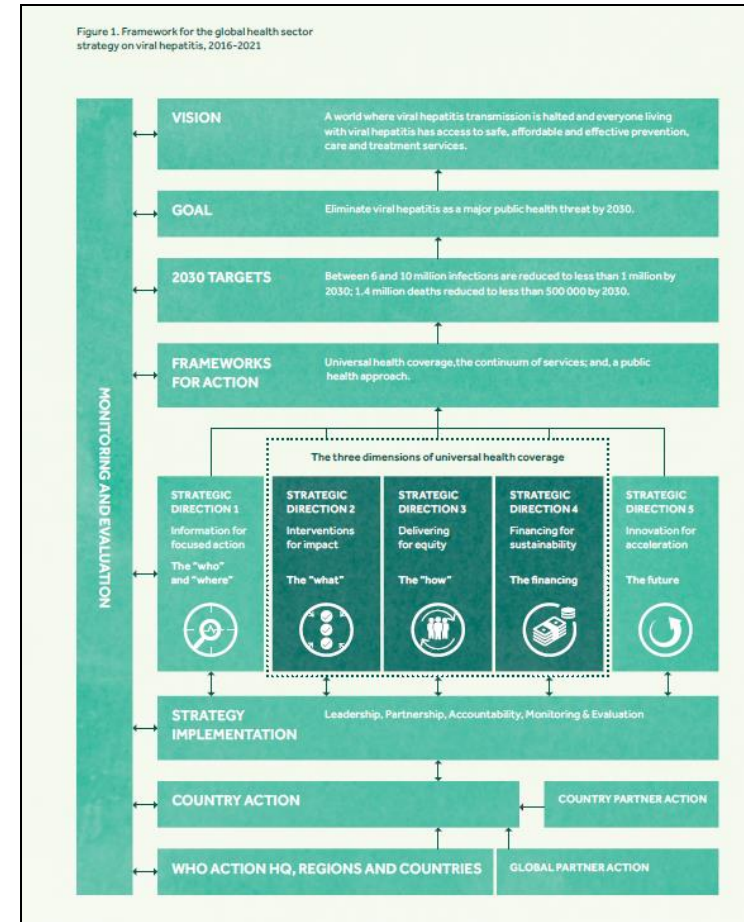 Figure 1. Framework for the global health sector
strategy on viral hepatitis, 2016-2021
MONITORING AND EVALUATION
VISION
A world where viral hepatitis transmission is halted and everyone living
with viral hepatitis has access to safe, affordable and effective prevention,
care and treatment services.
GOAL
Eliminate viral hepatitis as a major public health threat by 2030.
2030 TARGETS
Between 6 and 10 million infections are reduced to less than 1 million by
2030; 1.4 million deaths reduced to less than 500 000 by 2030.
FRAMEWORKS
FOR ACTION
Universal health coverage, the continuum of services; and, a public
health approach.
The three dimensions of universal health coverage
STRATEGIC
DIRECTION 1
Information for
focused action
The "who"
and "where"
STRATEGIC
DIRECTION 2
Interventions
for impact
The "what"
STRATEGIC
DIRECTION 3
Delivering
for equity
The "how"
STRATEGIC
DIRECTION 4
Financing for
sustainability
The financing
STRATEGIC
DIRECTION 5
Innovation for
acceleration
The future
STRATEGY
IMPLEMENTATION
Leadership, Partnership, Accountability, Monitoring & Evaluation
COUNTRY ACTION
COUNTRY PARTNER ACTION
WHO ACTION HQ, REGIONS AND COUNTRIES
GLOBAL PARTNER ACTION